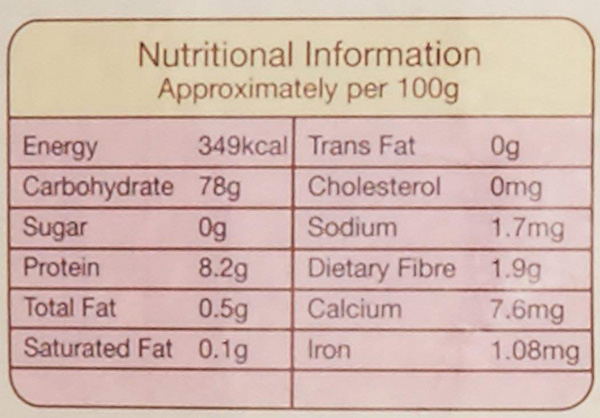 Nutritional Information
Approximately per 100g
Energy 349kcal Trans Fat 0g
Carbohydrate 78g Cholesterol 0mg
Sugar 0g Sodium 1.7mg
Protein 8.2g Dietary Fibre 1.9g
Total Fat 0.5g Calcium 7.6mg
Saturated Fat 0.1g Iron 1.08mg